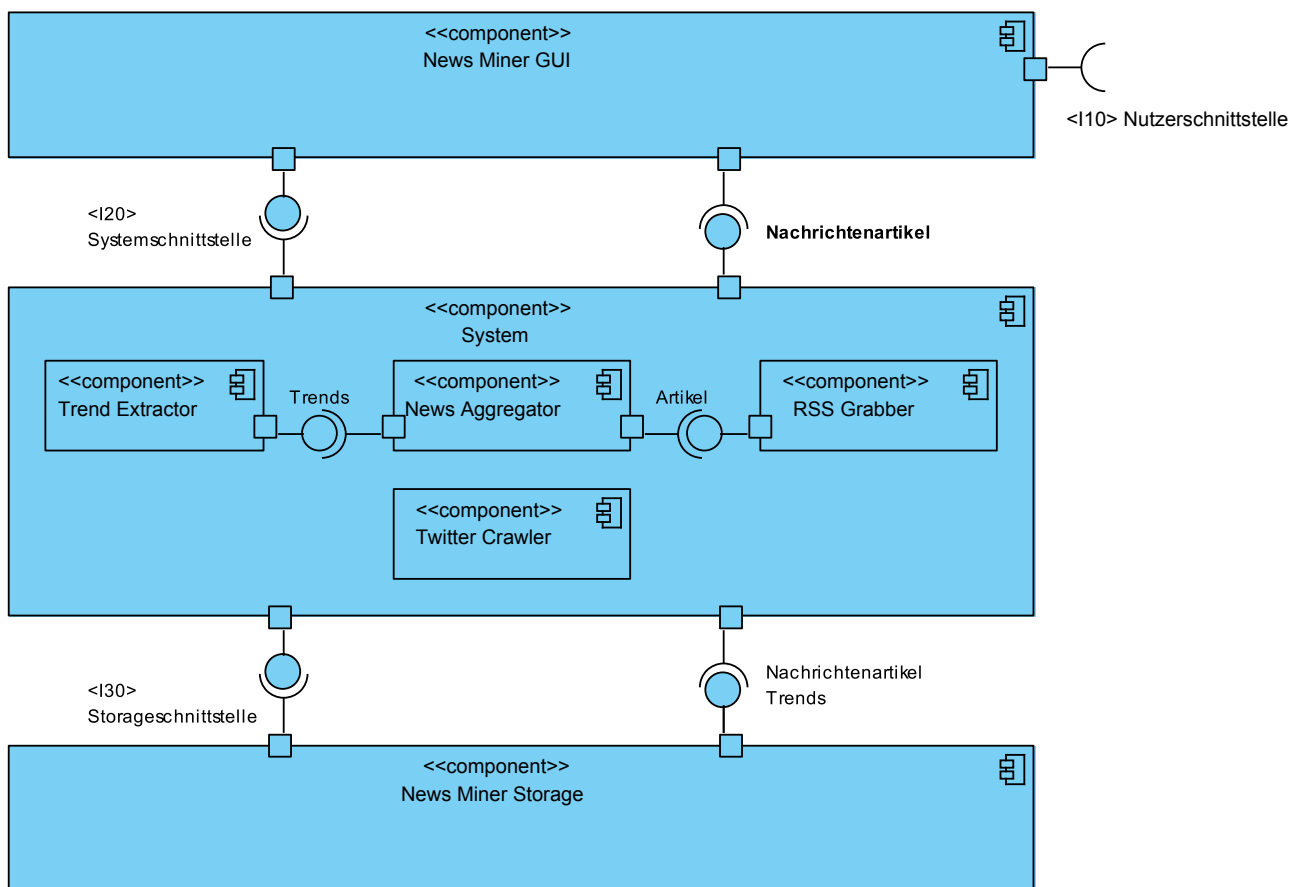 <<component>>
News Miner GUI
<I10> Nutzerschnittstelle
<I20>
Systemschnittstelle
Nachrichtenartikel
<<component>>
System
<<component>>
Trend Extractor
Trends
<<component>>
News Aggregator
Artikel
<<component>>
RSS Grabber
<<component>>
Twitter Crawler
<I30>
Storageschnittstelle
Nachrichtenartikel
Trends
<<component>>
News Miner Storage